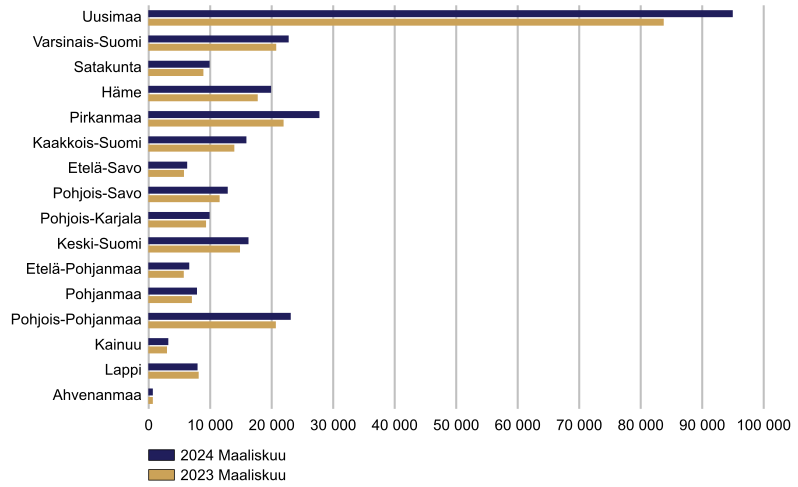 Uusimaa
Varsinais-Suomi
Satakunta
Häme
Pirkanmaa
Kaakkois-Suomi
Etelä-Savo
Pohjois-Savo
Pohjois-Karjala
Keski-Suomi
Etelä-Pohjanmaa
Pohjanmaa
Pohjois-Pohjanmaa
Kainuu
Lappi
Ahvenanmaa
0 10 000 20 000 30 000 40 000 50 000 60 000 70 000 80 000 90 000 100 000
2024 Maaliskuu
2023 Maaliskuu